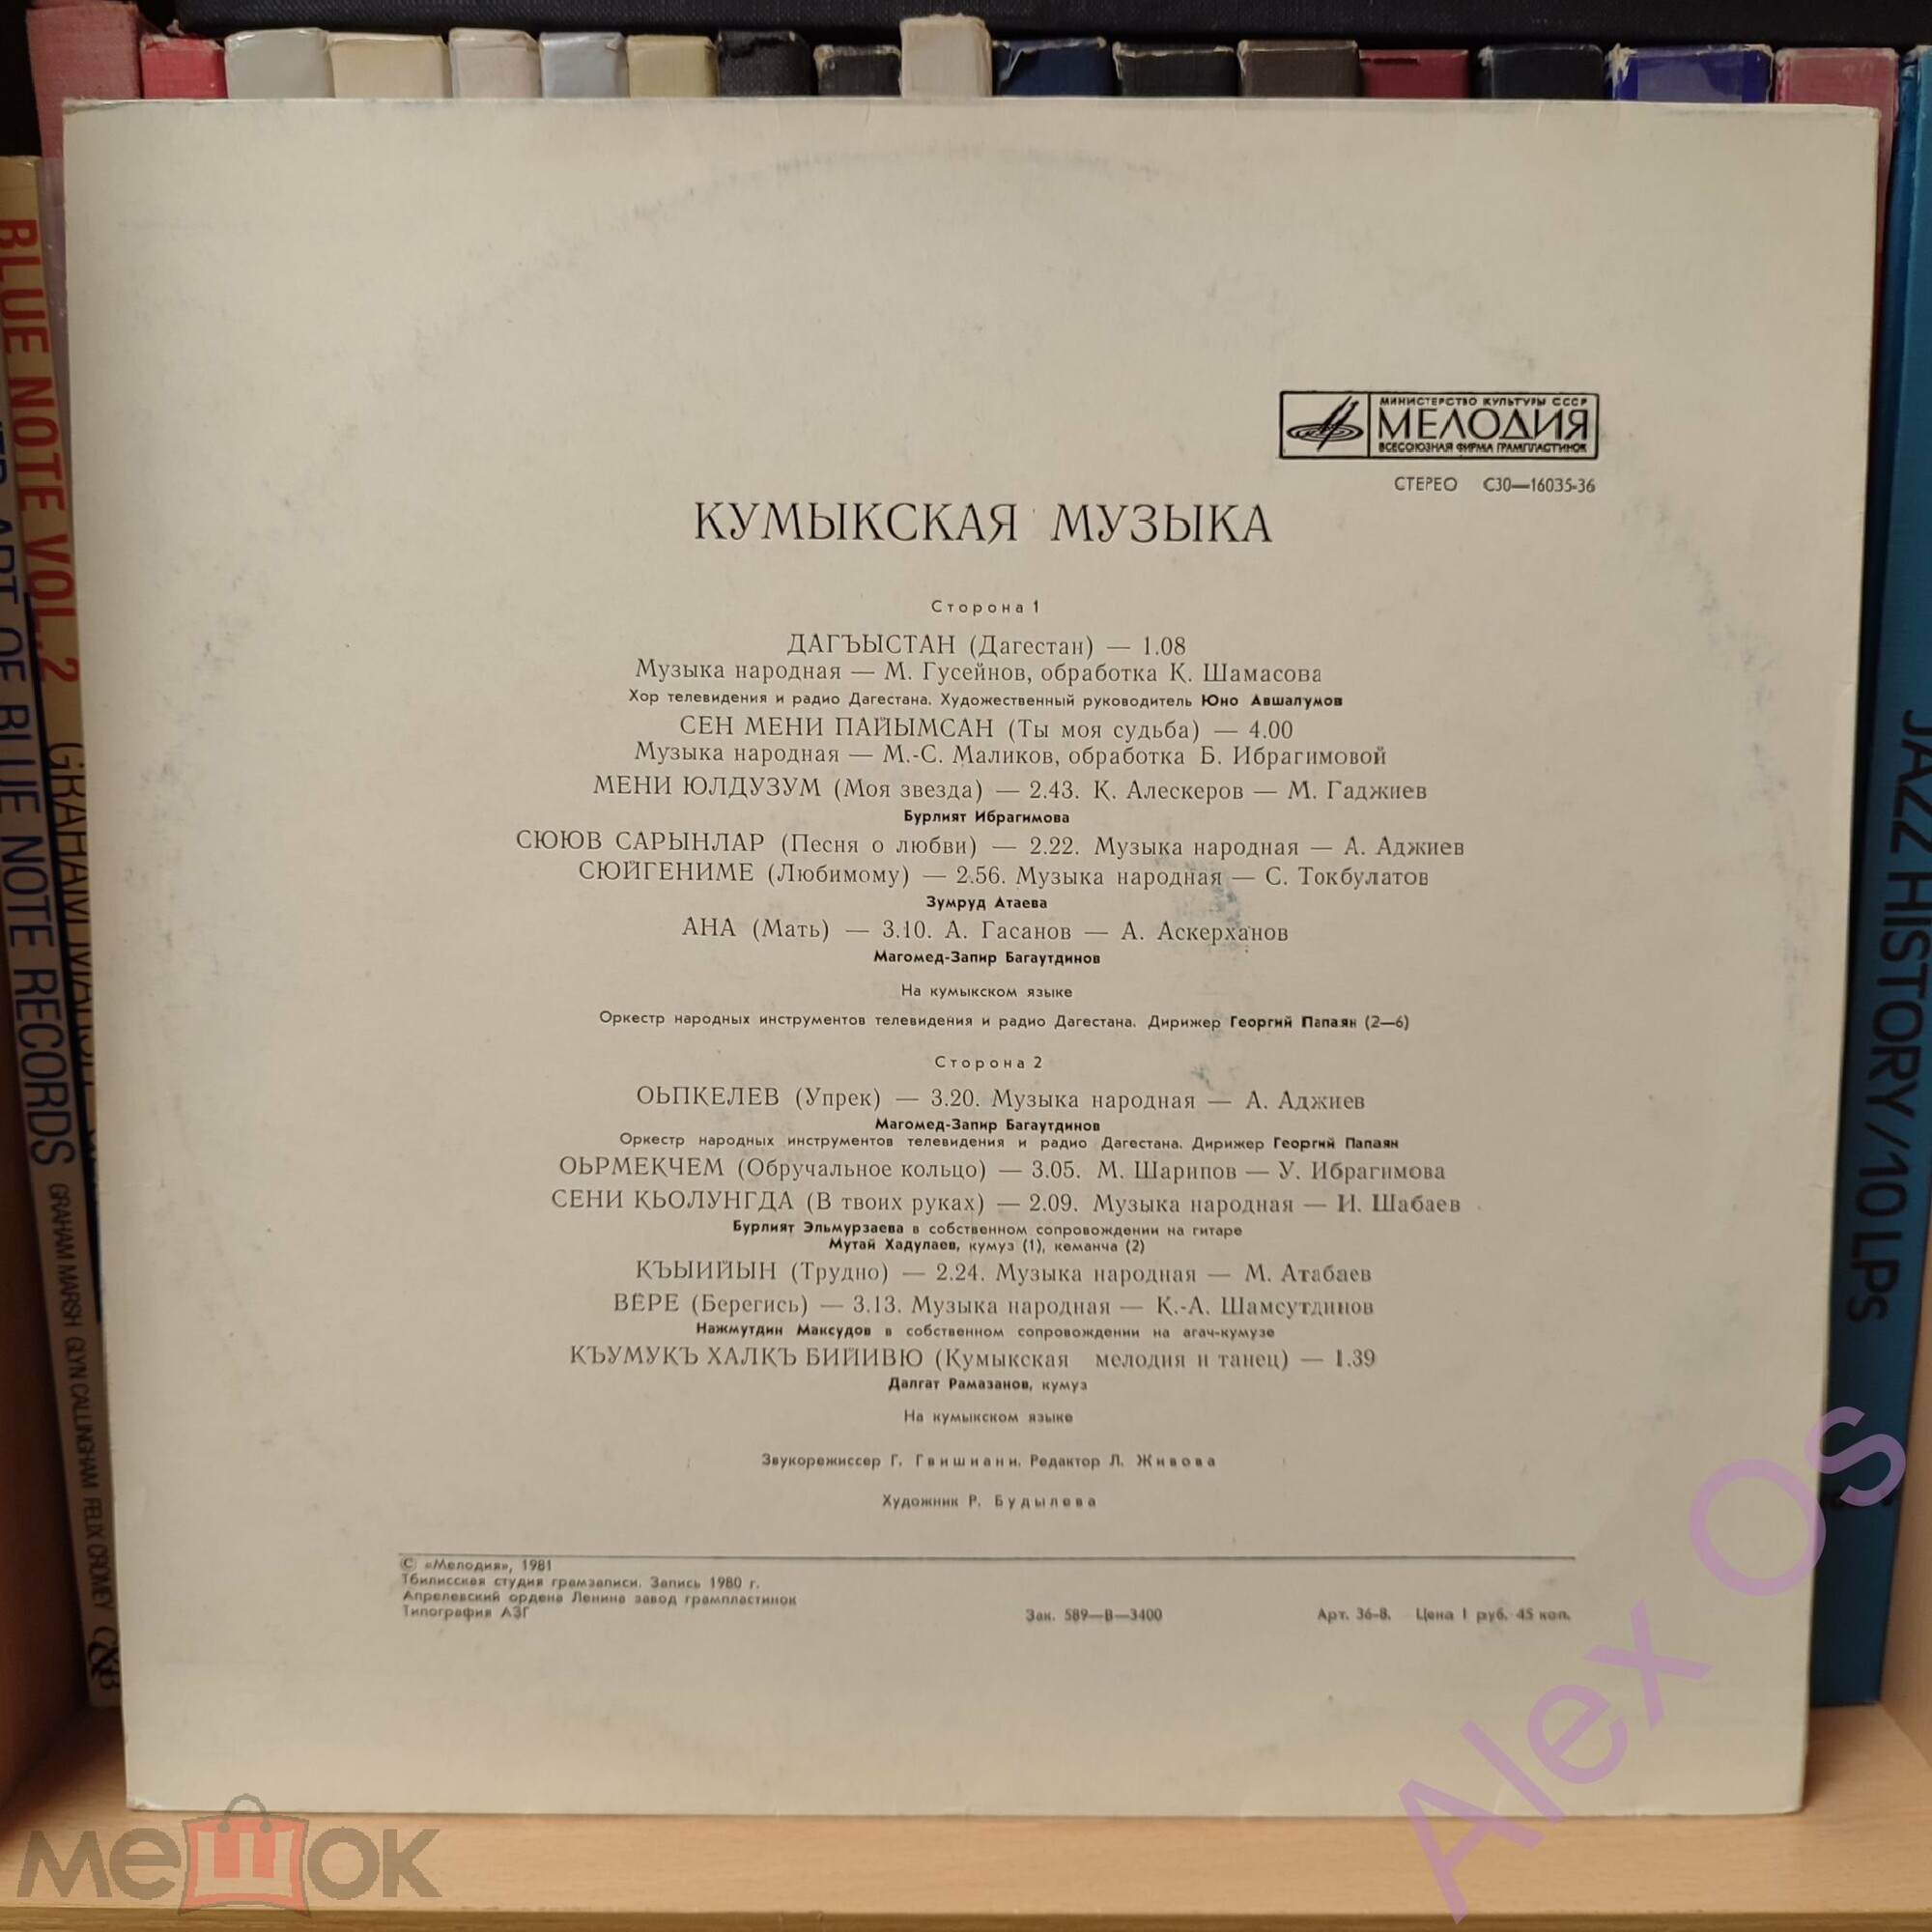 МИНИСТЕРСТВО КУЛЬТУРЫ СССР
МЕЛОДИЯ
ВСЕСОЮЗНАЯ ФИРМА ГРАМПЛАСТИНОК
СТЕРЕО С30—16035-36
КУМЫКСКАЯ МУЗЫКА
Сторона 1
ДАГЪЫСТАН (Дагестан) — 1.08
Музыка народная — М. Гусейнов, обработка К. Шамасова
Хор телевидения и радио Дагестана. Художественный руководитель Юно Авшалумов
СЕН МЕНИ ПАЙЫМСАН (Ты моя судьба) — 4.00
Музыка народная — М.-С. Маликов, обработка Б. Ибрагимовой
МЕНИ ЮЛДУЗУМ (Моя звезда) — 2.43. К. Алескеров — М. Гаджиев
Бурлият Ибрагимова
СЮЮВ САРЫНЛАР (Песня о любви) — 2.22. Музыка народная — А. Аджиев
СЮЙГЕНИМЕ (Любимому) — 2.56. Музыка народная — С. Токбулатов
Зумруд Атаева
АНА (Мать) — 3.10. А. Гасанов — А. Аскерханов
Магомед-Запир Багаутдинов
На кумыкском языке
Оркестр народных инструментов телевидения и радио Дагестана. Дирижер Георгий Папаян (2—6)
Сторона 2
ОЬПКЕЛЕВ (Упрек) — 3.20. Музыка народная — А. Аджиев
Магомед-Запир Багаутдинов
Оркестр народных инструментов телевидения и радио Дагестана. Дирижер Георгий Папаян
ОЬРМЕКЧЕМ (Обручальное кольцо) — 3.05. М. Шарипов — У. Ибрагимова
СЕНИ КЬОЛУНГДА (В твоих руках) — 2.09. Музыка народная — И. Шабаев
Бурлият Эльмурзаева в собственном сопровождении на гитаре
Мутай Хадулаев, кумуз (1), кеманча (2)
КЪЫИЙЫН (Трудно) — 2.24. Музыка народная — М. Атабаев
ВЕРЕ (Берегись) — 3.13. Музыка народная — К.-А. Шамсутдинов
Нажмутдин Максудов в собственном сопровождении на агач-кумузе
КЪУМУКЪ ХАЛКЪ БИЙИВЮ (Кумыкская мелодия и танец) — 1.39
Далгат Рамазанов, кумуз
На кумыкском языке
Звукорежиссер Г. Гвишиани. Редактор Л. Живова
Художник Р. Будылева
© «Мелодия», 1981
Тбилисская студия грамзаписи. Запись 1980 г.
Апрелевский ордена Ленина завод грампластинок
Типография АЗГ
Зак. 589—В—3400
Арт. 36-8. Цена 1 руб. 45 коп.
BLUE NOTE VOL. 2
GRAHAM
ART OF BLUE NOTE RECORDS
GRAHAM MARSH GLYN CALLINGHAM FELIX CROMEY C&B
JAZZ HISTORY / 10 LPS
мешок
Alex Os